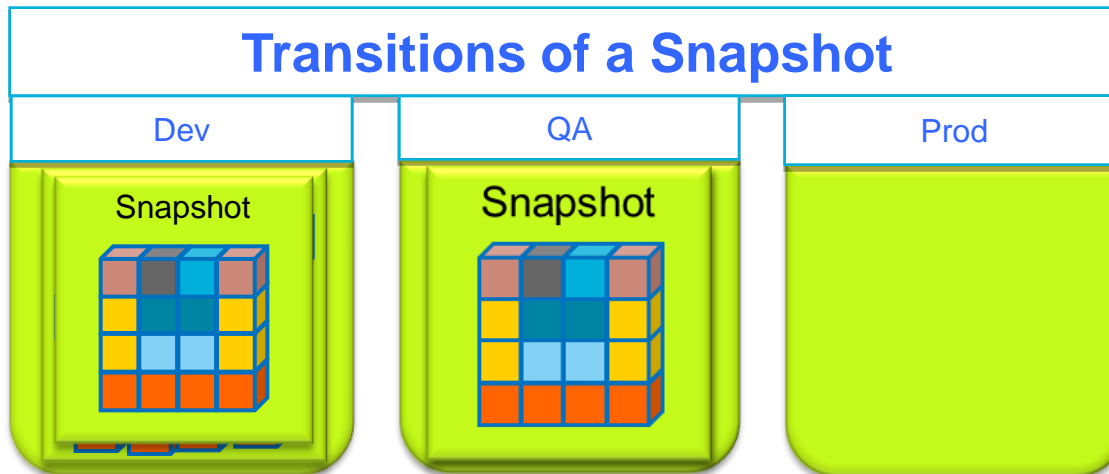 Transitions of a Snapshot
Dev
QA
Prod
Snapshot
Snapshot